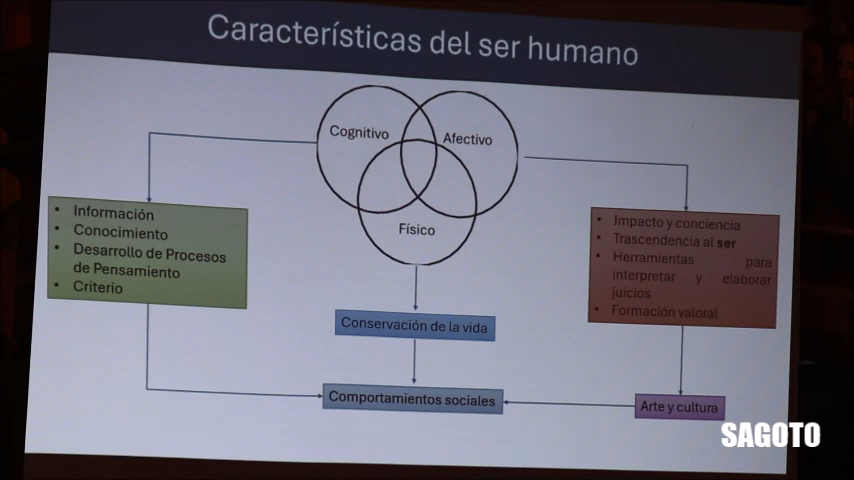 Características del ser humano
Cognitivo
Afectivo
Físico
• Información
• Conocimiento
• Desarrollo de Procesos
de Pensamiento
• Criterio
• Impacto y conciencia
• Trascendencia al ser
• Herramientas para
interpretar y elaborar
juicios
• Formación valoral
Conservación de la vida
Comportamientos sociales
Arte y cultura
SAGOTO